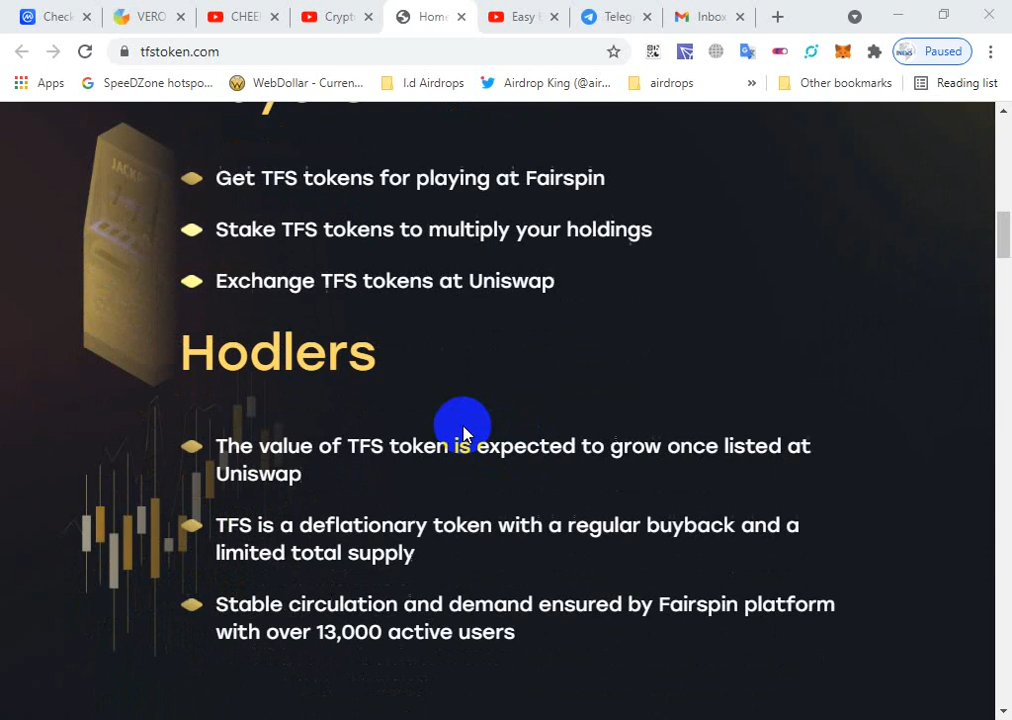 Check
VERO
CHEE
Crypt
Home
Easy
Teleg
Inbox
tfstoken.com
Paused
Apps
SpeeDZone hotspo...
WebDollar - Curren...
I.d Airdrops
Airdrop King (@air...
airdrops
»
Other bookmarks
Reading list
JACKP
Get TFS tokens for playing at Fairspin
Stake TFS tokens to multiply your holdings
Exchange TFS tokens at Uniswap
Hodlers
The value of TFS token is expected to grow once listed at
Uniswap
TFS is a deflationary token with a regular buyback and a
limited total supply
Stable circulation and demand ensured by Fairspin platform
with over 13,000 active users